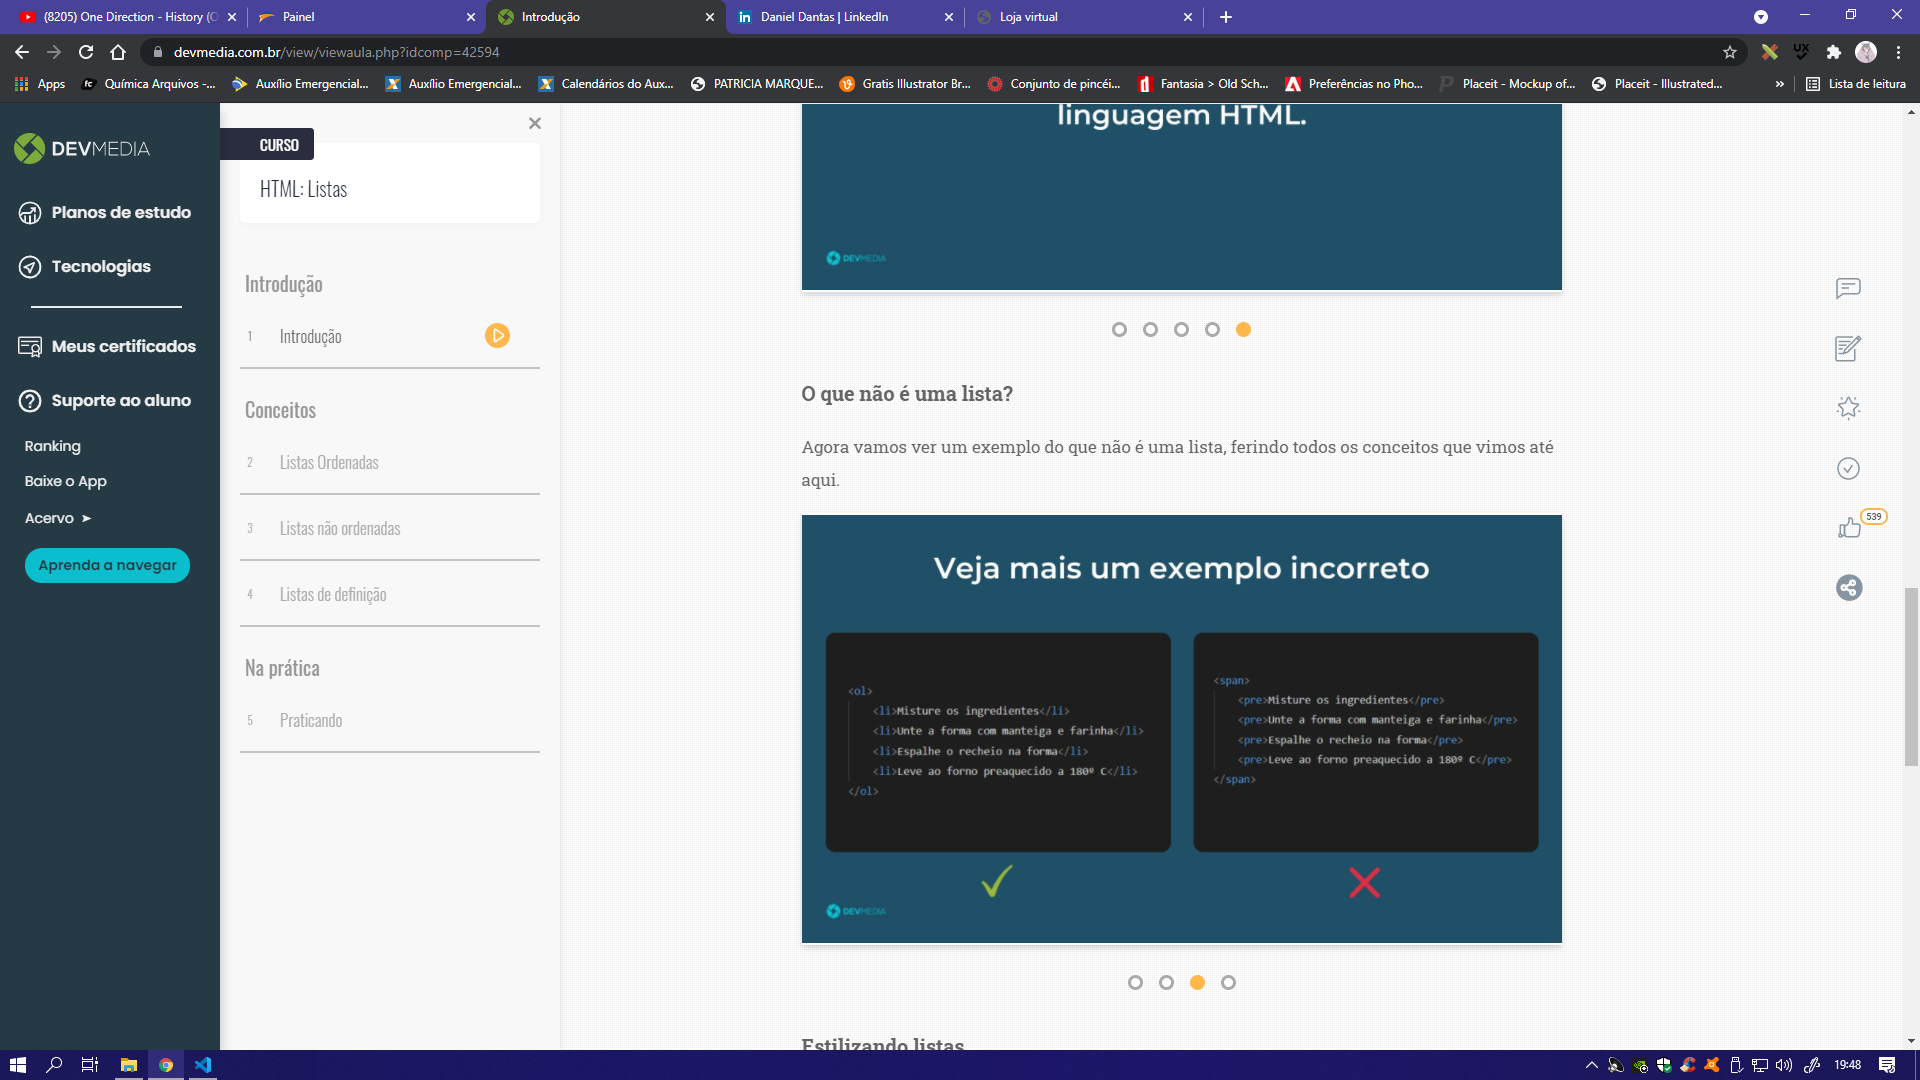 (8205) One Direction - History (O
Painel
Introdução
Daniel Dantas | LinkedIn
Loja virtual
devmedia.com.br/view/viewaula.php?idcomp=42594
Apps
Química Arquivos -...
Auxílio Emergencial...
Auxílio Emergencial...
Calendários do Aux...
PATRICIA MARQUE...
Gratis Illustrator Br...
Conjunto de pincéi...
Fantasia > Old Sch...
Preferências no Pho...
Placeit - Mockup of...
Placeit - Illustrated...
»
Lista de leitura
DEVMEDIA
Planos de estudo
Tecnologias
Meus certificados
Suporte ao aluno
Ranking
Baixe o App
Acervo ➤
Aprenda a navegar
CURSO
HTML: Listas
Introdução
1 Introdução
Conceitos
2 Listas Ordenadas
3 Listas não ordenadas
4 Listas de definição
Na prática
5 Praticando
linguagem HTML.
DEVMEDIA
O que não é uma lista?
Agora vamos ver um exemplo do que não é uma lista, ferindo todos os conceitos que vimos até
aqui.
Veja mais um exemplo incorreto
<ol>
<li>Misture os ingredientes</li>
<li>Unte a forma com manteiga e farinha</li>
<li>Espalhe o recheio na forma</li>
<li>Leve ao forno preaquecido a 180º C</li>
</ol>
<span>
<pre>Misture os ingredientes</pre>
<pre>Unte a forma com manteiga e farinha</pre>
<pre>Espalhe o recheio na forma</pre>
<pre>Leve ao forno preaquecido a 180º C</pre>
</span>
DEVMEDIA
Estilizando listas
539
19:48